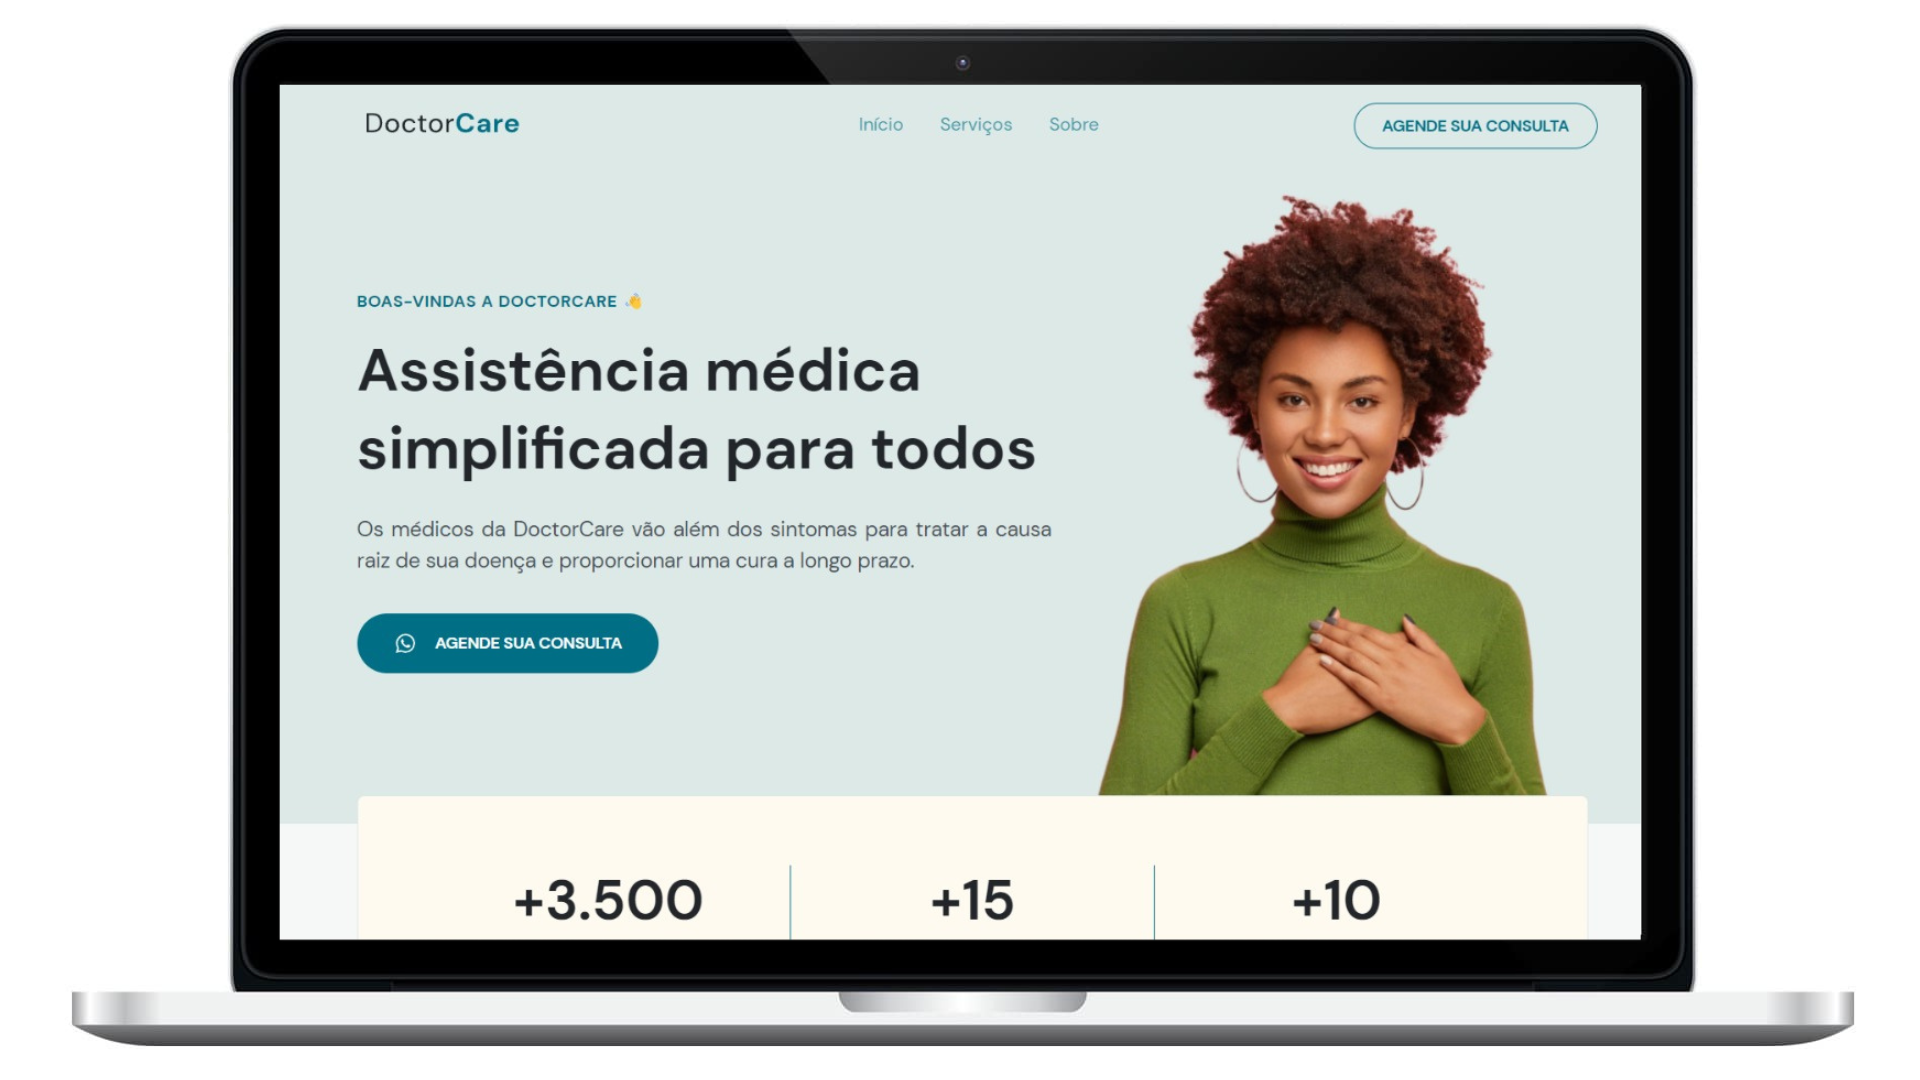 DoctorCare
Início Serviços Sobre
AGENDE SUA CONSULTA
BOAS-VINDAS A DOCTORCARE 👋
Assistência médica
simplificada para todos
Os médicos da DoctorCare vão além dos sintomas para tratar a causa
raiz de sua doença e proporcionar uma cura a longo prazo.
AGENDE SUA CONSULTA
+3.500 +15 +10